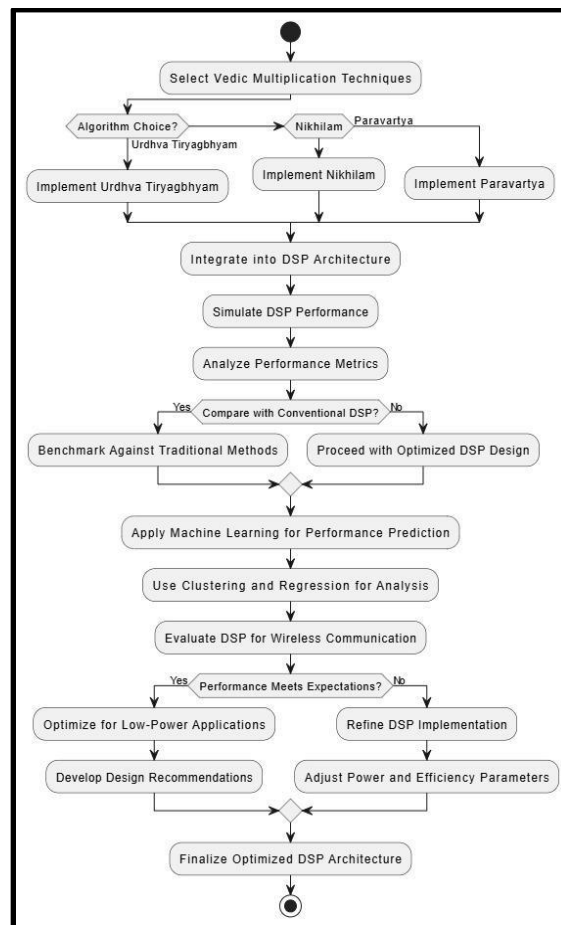 Select Vedic Multiplication Techniques
Algorithm Choice?
Nikhilam
Paravartya
Urdhva Tiryagbhyam
Implement Urdhva Tiryagbhyam
Implement Nikhilam
Implement Paravartya
Integrate into DSP Architecture
Simulate DSP Performance
Analyze Performance Metrics
Yes
Compare with Conventional DSP?
No
Benchmark Against Traditional Methods
Proceed with Optimized DSP Design
Apply Machine Learning for Performance Prediction
Use Clustering and Regression for Analysis
Evaluate DSP for Wireless Communication
Yes
Performance Meets Expectations?
No
Optimize for Low-Power Applications
Refine DSP Implementation
Develop Design Recommendations
Adjust Power and Efficiency Parameters
Finalize Optimized DSP Architecture